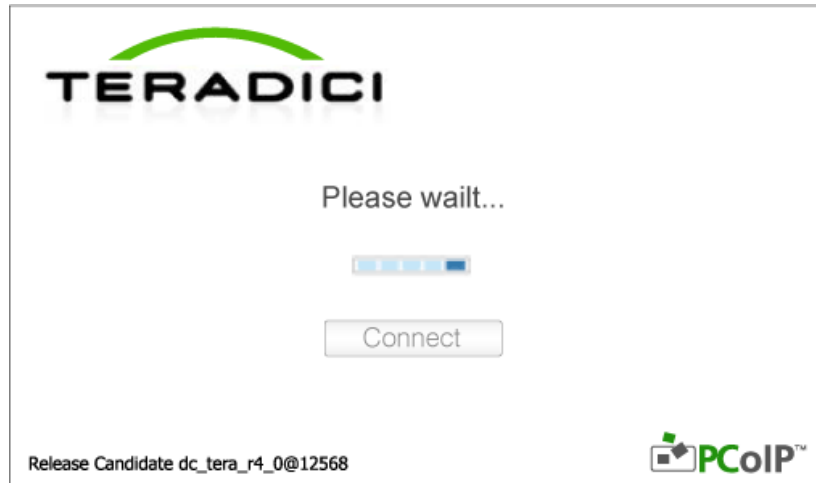 TERADICI
Please wailt...
Connect
Release Candidate dc_tera_r4_0@12568
PCoIP™